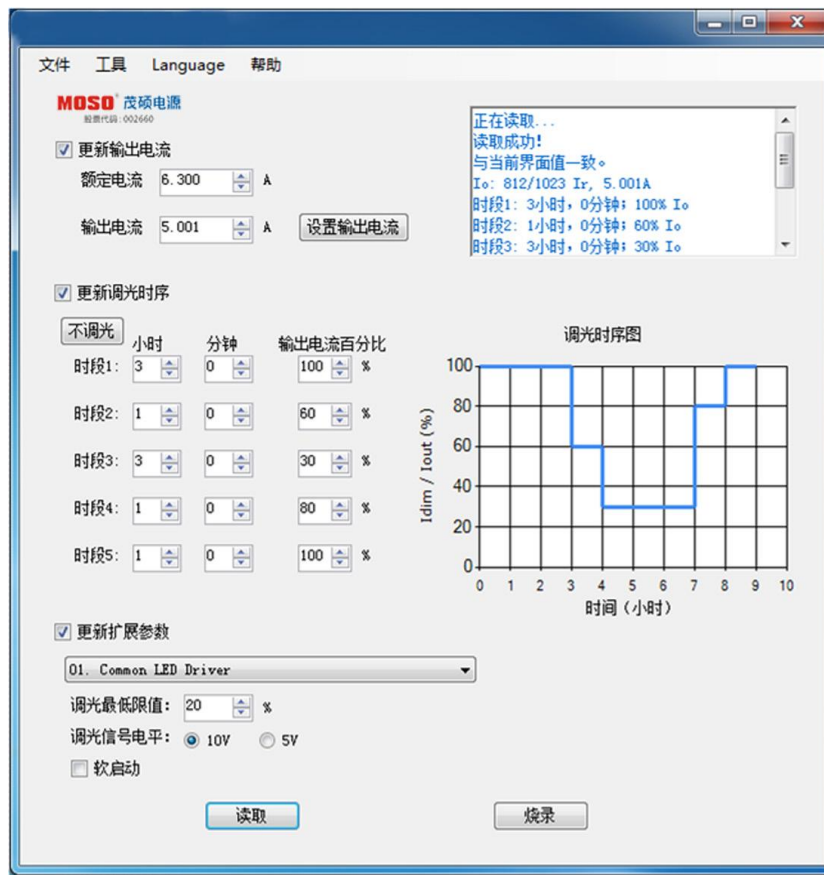 文件 工具 Language 帮助
MOSO® 茂硕电源
股票代码:002660
正在读取...
读取成功!
与当前界面值一致。
Io: 812/1023 Ir, 5.001A
时段1: 3小时, 0分钟; 100% Io
时段2: 1小时, 0分钟; 60% Io
时段3: 3小时, 0分钟; 30% Io
更新输出电流
额定电流 6.300 A
输出电流 5.001 A 设置输出电流
更新调光时序
不调光 小时 分钟 输出电流百分比
时段1: 3 0 100 %
时段2: 1 0 60 %
时段3: 3 0 30 %
时段4: 1 0 80 %
时段5: 1 0 100 %
调光时序图
Idim / Iout (%)
100
80
60
40
20
0
0 1 2 3 4 5 6 7 8 9 10
时间 (小时)
更新扩展参数
01. Common LED Driver
调光最低限值: 20 %
调光信号电平: 10V 5V
软启动
读取 烧录